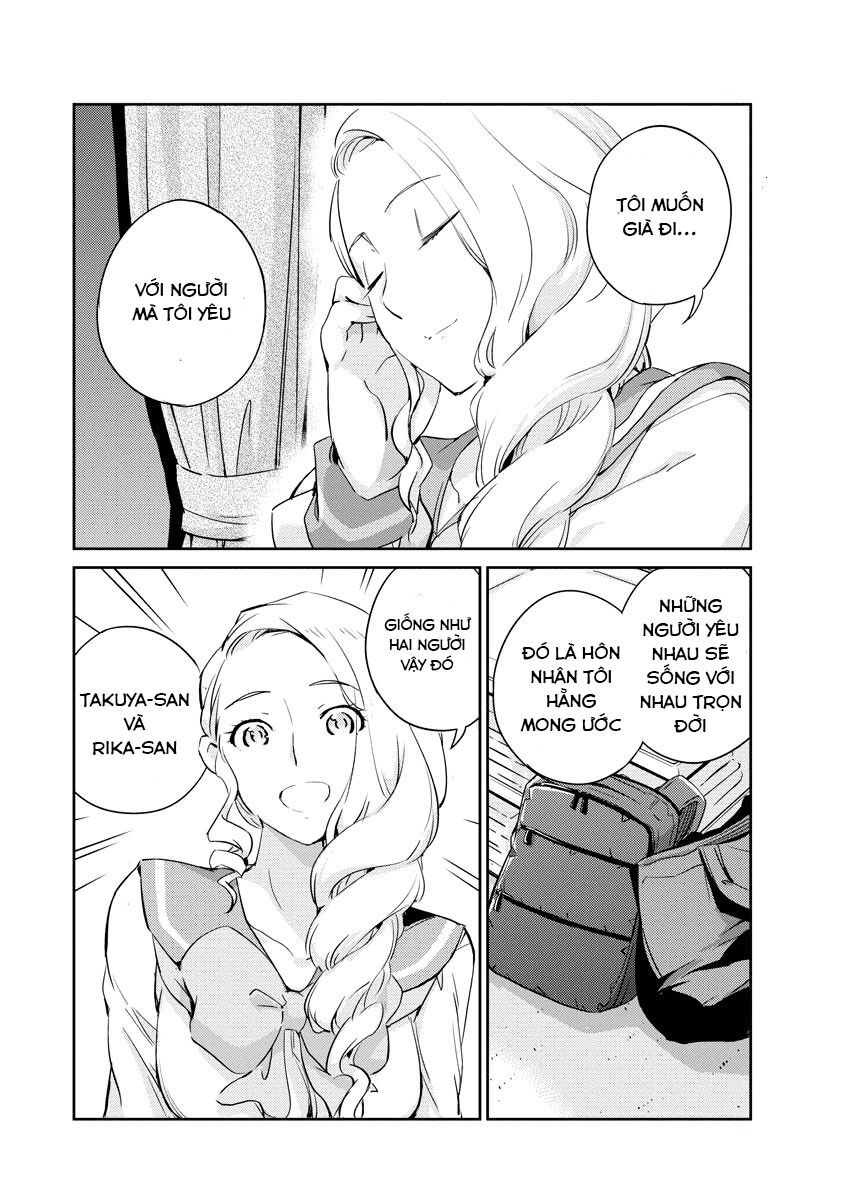 TÔI MUỐN
GIÀ ĐI...
VỚI NGƯỜI
MÀ TÔI YÊU
NHỮNG
NGƯỜI YÊU
NHAU SẼ
SỐNG VỚI
NHAU TRỌN
ĐỜI
ĐÓ LÀ HÔN
NHÂN TÔI
HẰNG
MONG ƯỚC
GIỐNG NHƯ
HAI NGƯỜI
VẬY ĐÓ
TAKUYA-SAN
VÀ
RIKA-SAN